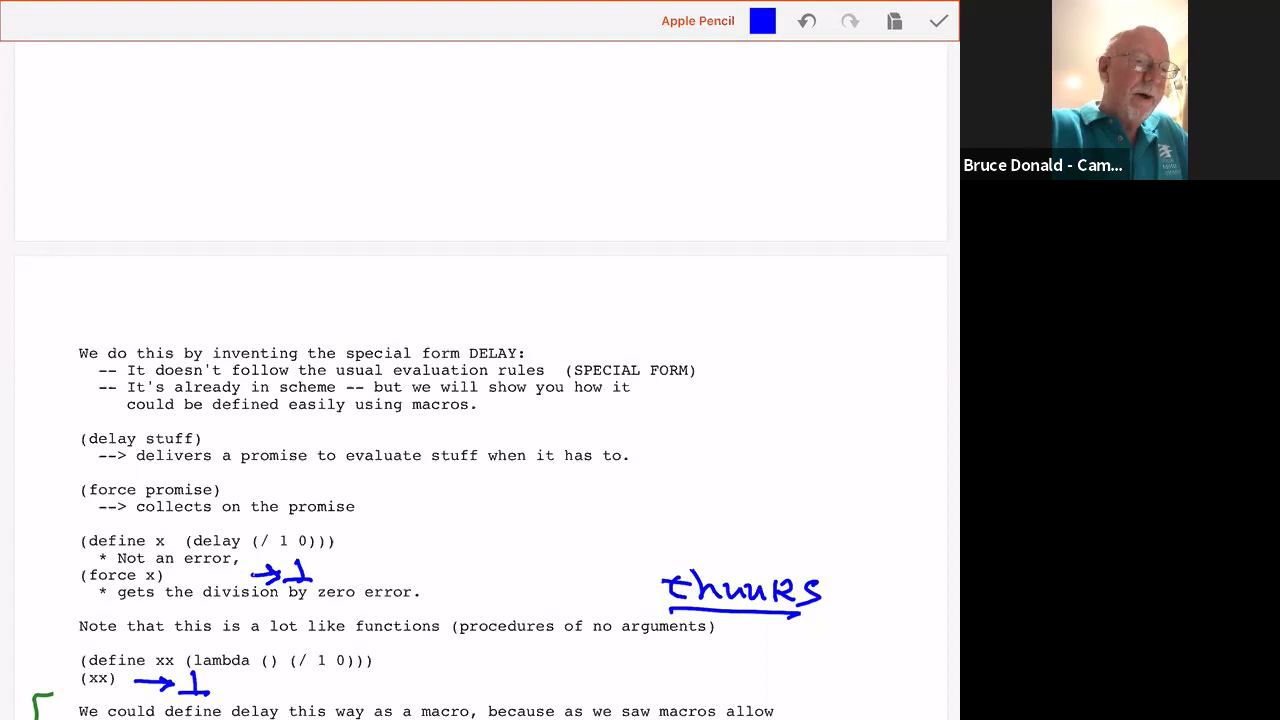 Apple Pencil
Bruce Donald - Cam...
We do this by inventing the special form DELAY:
-- It doesn't follow the usual evaluation rules (SPECIAL FORM)
-- It's already in scheme -- but we will show you how it
could be defined easily using macros.
(delay stuff)
--> delivers a promise to evaluate stuff when it has to.
(force promise)
--> collects on the promise
(define x (delay (/ 1 0)))
* Not an error,
(force x) → ⊥
* gets the division by zero error.
thunks
Note that this is a lot like functions (procedures of no arguments)
(define xx (lambda () (/ 1 0)))
(xx) → ⊥
We could define delay this way as a macro, because as we saw macros allow